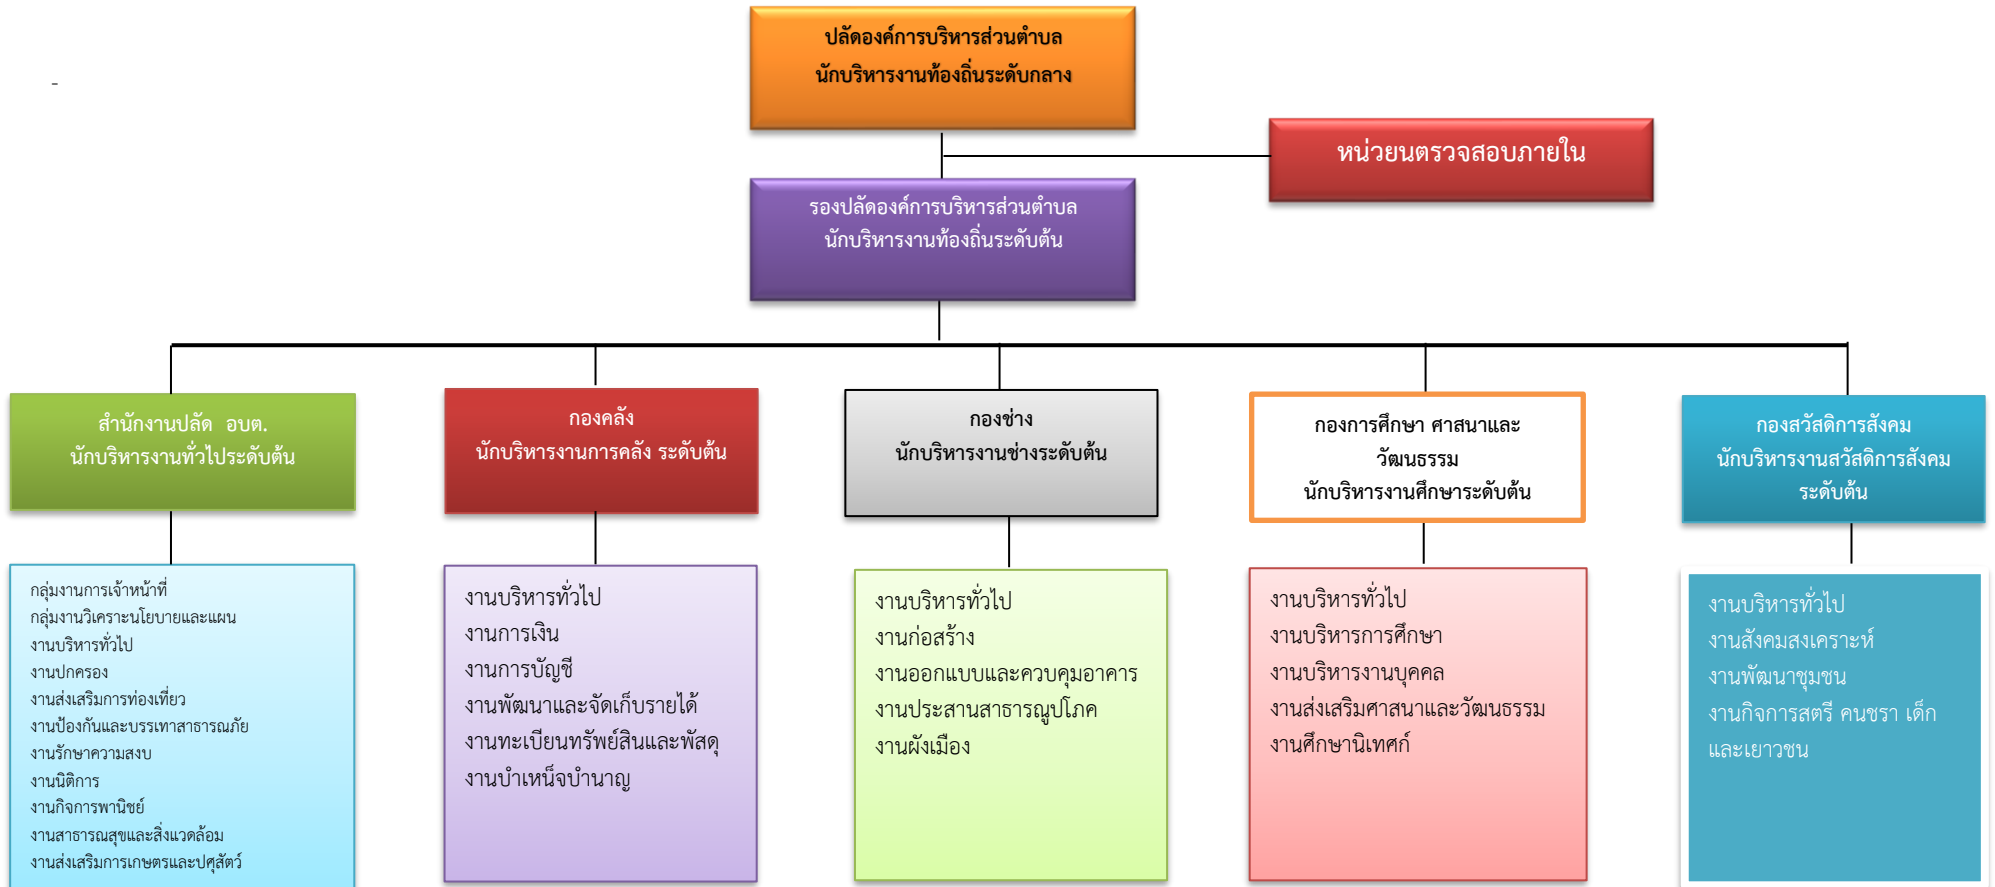 ปลัดองค์การบริหารส่วนตำบล
นักบริหารงานท้องถิ่นระดับกลาง
-
หน่วยนตรวจสอบภายใน
รองปลัดองค์การบริหารส่วนตำบล
นักบริหารงานท้องถิ่นระดับต้น
สำนักงานปลัด อบต.
นักบริหารงานทั่วไประดับต้น
กองคลัง
นักบริหารงานการคลัง ระดับต้น
กองช่าง
นักบริหารงานช่างระดับต้น
กองการศึกษา ศาสนาและ
วัฒนธรรม
นักบริหารงานศึกษาระดับต้น
กองสวัสดิการสังคม
นักบริหารงานสวัสดิการสังคม
ระดับต้น
กลุ่มงานการเจ้าหน้าที่
กลุ่มงานวิเคราะนโยบายและแผน
งานบริหารทั่วไป
งานปกครอง
งานส่งเสริมการท่องเที่ยว
งานป้องกันและบรรเทาสาธารณภัย
งานรักษาความสงบ
งานนิติการ
งานกิจการพานิชย์
งานสาธารณสุขและสิ่งแวดล้อม
งานส่งเสริมการเกษตรและปศุสัตว์
งานบริหารทั่วไป
งานการเงิน
งานการบัญชี
งานพัฒนาและจัดเก็บรายได้
งานทะเบียนทรัพย์สินและพัสดุ
งานบำเหน็จบำนาญ
งานบริหารทั่วไป
งานก่อสร้าง
งานออกแบบและควบคุมอาคาร
งานประสานสาธารณูปโภค
งานผังเมือง
งานบริหารทั่วไป
งานบริหารการศึกษา
งานบริหารงานบุคคล
งานส่งเสริมศาสนาและวัฒนธรรม
งานศึกษานิเทศก์
งานบริหารทั่วไป
งานสังคมสงเคราะห์
งานพัฒนาชุมชน
งานกิจการสตรี คนชรา เด็ก
และเยาวชน